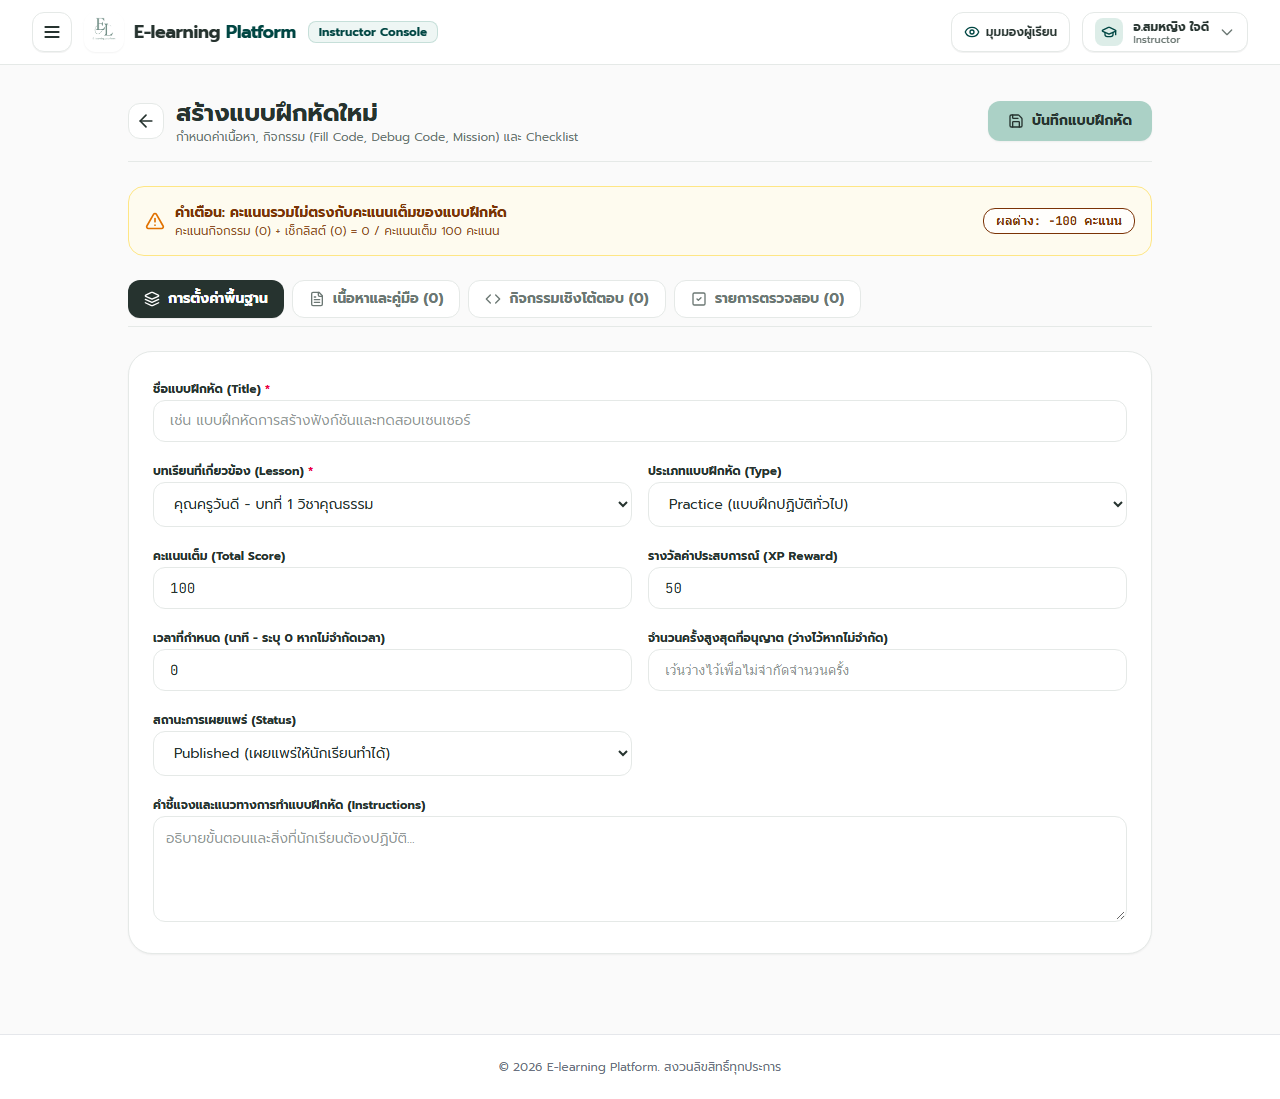 E-learning Platform
Instructor Console
มุมมองผู้เรียน
อ.สมหญิง ใจดี
Instructor
สร้างแบบฝึกหัดใหม่
กำหนดค่าเนื้อหา, กิจกรรม (Fill Code, Debug Code, Mission) และ Checklist
บันทึกแบบฝึกหัด
คำเตือน: คะแนนรวมไม่ตรงกับคะแนนเต็มของแบบฝึกหัด
คะแนนกิจกรรม (0) + เช็กลิสต์ (0) = 0 / คะแนนเต็ม 100 คะแนน
ผลต่าง: -100 คะแนน
การตั้งค่าพื้นฐาน
เนื้อหาและคู่มือ (0)
กิจกรรมเชิงโต้ตอบ (0)
รายการตรวจสอบ (0)
ชื่อแบบฝึกหัด (Title) *
เช่น แบบฝึกหัดการสร้างฟังก์ชันและทดสอบเซนเซอร์
บทเรียนที่เกี่ยวข้อง (Lesson) *
ประเภทแบบฝึกหัด (Type)
คุณครูวันดี - บทที่ 1 วิชาคุณธรรม
Practice (แบบฝึกปฏิบัติทั่วไป)
คะแนนเต็ม (Total Score)
รางวัลค่าประสบการณ์ (XP Reward)
100
50
เวลาที่กำหนด (นาที - ระบุ 0 หากไม่จำกัดเวลา)
จำนวนครั้งสูงสุดที่อนุญาต (ว่างไว้หากไม่จำกัด)
0
เว้นว่างไว้เพื่อไม่จำกัดจำนวนครั้ง
สถานะการเผยแพร่ (Status)
Published (เผยแพร่ให้นักเรียนทำได้)
คำชี้แจงและแนวทางการทำแบบฝึกหัด (Instructions)
อธิบายขั้นตอนและสิ่งที่นักเรียนต้องปฏิบัติ...
© 2026 E-learning Platform. สงวนลิขสิทธิ์ทุกประการ